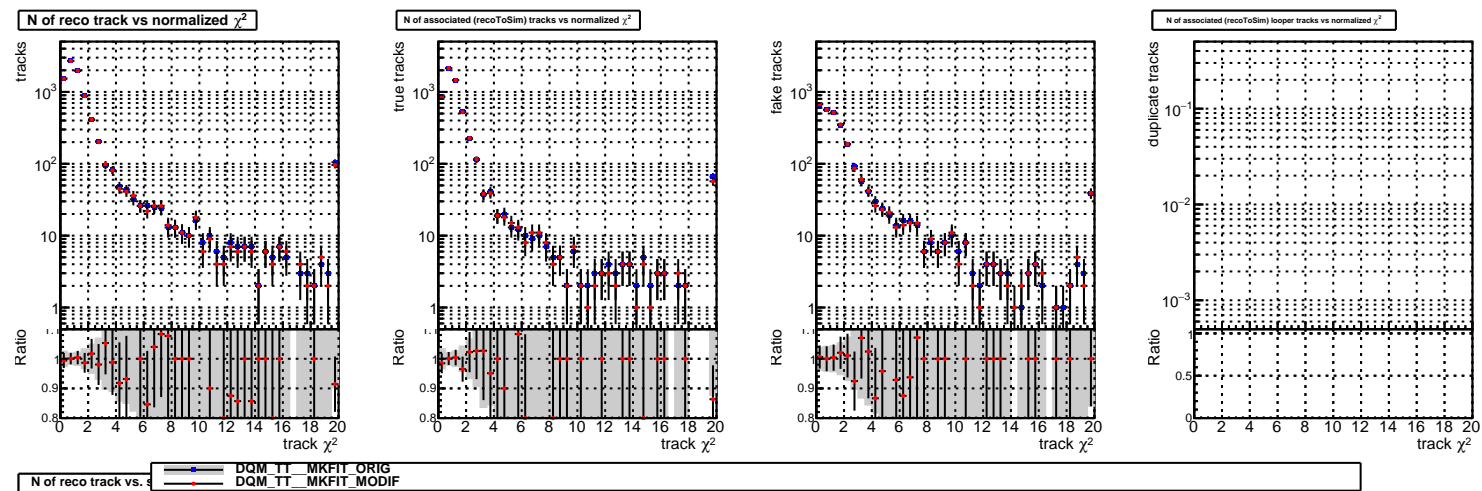 N of reco track vs normalized χ²
N of associated (recoToSim) tracks vs normalized χ²
N of associated (recoToSim) looper tracks vs normalized χ²
tracks
10³
10²
10
1
Ratio
1.1
1
0.9
0.8
0 2 4 6 8 10 12 14 16 18 20
track χ²
true tracks
10³
10²
10
1
Ratio
1.1
1
0.9
0.8
0 2 4 6 8 10 12 14 16 18 20
track χ²
fake tracks
10³
10²
10
1
Ratio
1.1
1
0.9
0.8
0 2 4 6 8 10 12 14 16 18 20
track χ²
duplicate tracks
10⁻¹
10⁻²
10⁻³
Ratio
1
0.5
0
0 2 4 6 8 10 12 14 16 18 20
track χ²
N of reco track vs. s
DQM_TT__MKFIT_ORIG
DQM_TT__MKFIT_MODIF